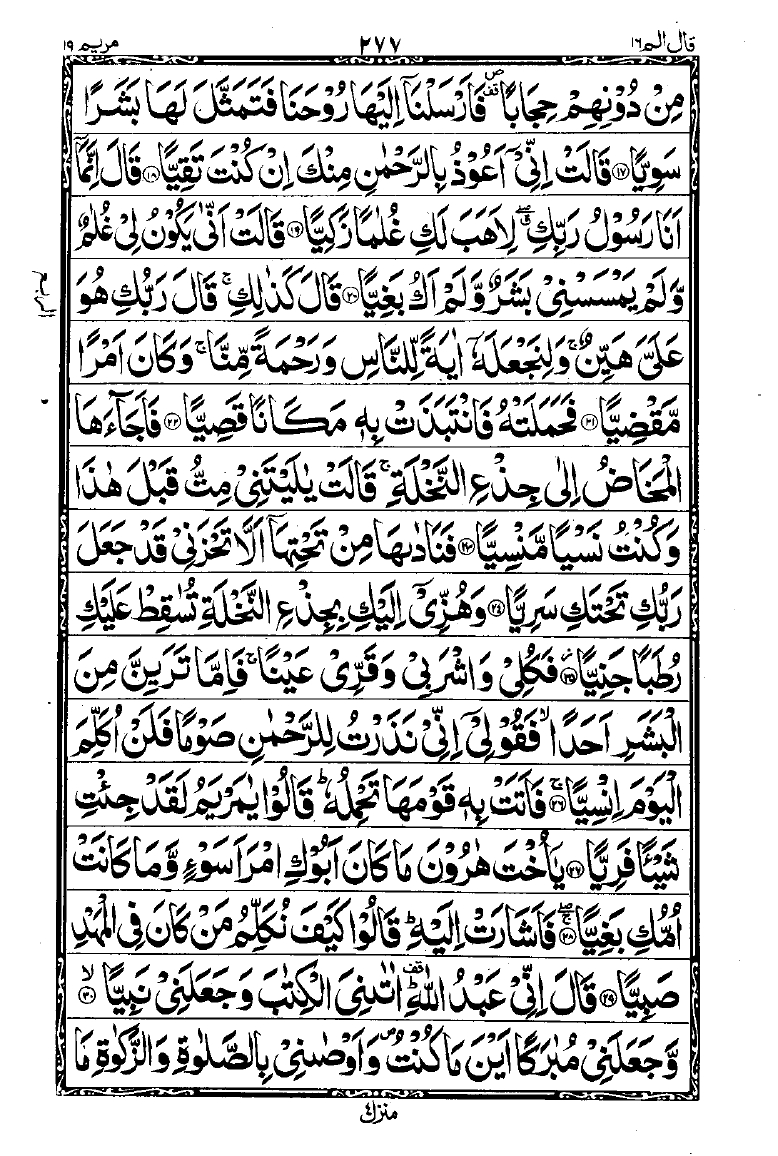 قال الم ١٦ ٢٧٧ مريم ١٩
مِنْ دُوْنِهِمْ حِجَابًا ۪ۖ فَاَرْسَلْنَاۤ اِلَيْهَا رُوْحَنَا فَتَمَثَّلَ لَهَا بَشَرًا
سَوِيًّا ﴿١٧﴾ قَالَتْ اِنِّیْۤ اَعُوْذُ بِالرَّحْمٰنِ مِنْكَ اِنْ كُنْتَ تَقِيًّا ﴿١٨﴾ قَالَ اِنَّمَاۤ
اَنَا رَسُوْلُ رَبِّكِ ۖۗ لِاَهَبَ لَكِ غُلٰمًا زَكِيًّا ﴿١٩﴾ قَالَتْ اَنّٰى يَكُوْنُ لِیْ غُلٰمٌ
وَّلَمْ يَمْسَسْنِیْ بَشَرٌ وَّلَمْ اَكُ بَغِيًّا ﴿٢٠﴾ قَالَ كَذٰلِكِ ۚ قَالَ رَبُّكِ هُوَ
عَلَیَّ هَيِّنٌ ۚ وَلِنَجْعَلَهٗۤ اٰيَةً لِّلنَّاسِ وَرَحْمَةً مِّنَّا ۚ وَكَانَ اَمْرًا
مَّقْضِيًّا ﴿٢١﴾ فَحَمَلَتْهُ فَانْتَبَذَتْ بِهٖ مَكَانًا قَصِيًّا ﴿٢٢﴾ فَاَجَآءَهَا
الْمَخَاضُ اِلٰى جِذْعِ النَّخْلَةِ ۚ قَالَتْ يٰلَيْتَنِیْ مِتُّ قَبْلَ هٰذَا
وَكُنْتُ نَسْيًا مَّنْسِيًّا ﴿٢٣﴾ فَنَادٰىهَا مِنْ تَحْتِهَاۤ اَلَّا تَحْزَنِیْ قَدْ جَعَلَ
رَبُّكِ تَحْتَكِ سَرِيًّا ﴿٢٤﴾ وَهُزِّیْۤ اِلَيْكِ بِجِذْعِ النَّخْلَةِ تُسٰقِطْ عَلَيْكِ
رُطَبًا جَنِيًّا ﴿٢٥﴾ فَكُلِیْ وَاشْرَبِیْ وَقَرِّیْ عَيْنًا ۚ فَاِمَّا تَرَيِنَّ مِنَ
الْبَشَرِ اَحَدًا ۙ فَقُوْلِیْۤ اِنِّیْ نَذَرْتُ لِلرَّحْمٰنِ صَوْمًا فَلَنْ اُكَلِّمَ
الْيَوْمَ اِنْسِيًّا ۚ﴿٢٦﴾ فَاَتَتْ بِهٖ قَوْمَهَا تَحْمِلُهٗ ؕ قَالُوْا يٰمَرْيَمُ لَقَدْ جِئْتِ
شَيْـًٔا فَرِيًّا ﴿٢٧﴾ يٰۤاُخْتَ هٰرُوْنَ مَا كَانَ اَبُوْكِ امْرَاَ سَوْءٍ وَّمَا كَانَتْ
اُمُّكِ بَغِيًّا ۖۚ﴿٢٨﴾ فَاَشَارَتْ اِلَيْهِ ؕ قَالُوْا كَيْفَ نُكَلِّمُ مَنْ كَانَ فِی الْمَهْدِ
صَبِيًّا ﴿٢٩﴾ قَالَ اِنِّیْ عَبْدُ اللّٰهِ ؕ اٰتٰىنِیَ الْكِتٰبَ وَجَعَلَنِیْ نَبِيًّا ۙ﴿٣٠﴾
وَّجَعَلَنِیْ مُبٰرَكًا اَيْنَ مَا كُنْتُ ۪ وَاَوْصٰنِیْ بِالصَّلٰوةِ وَالزَّكٰوةِ مَا
الربع
منزل ٤